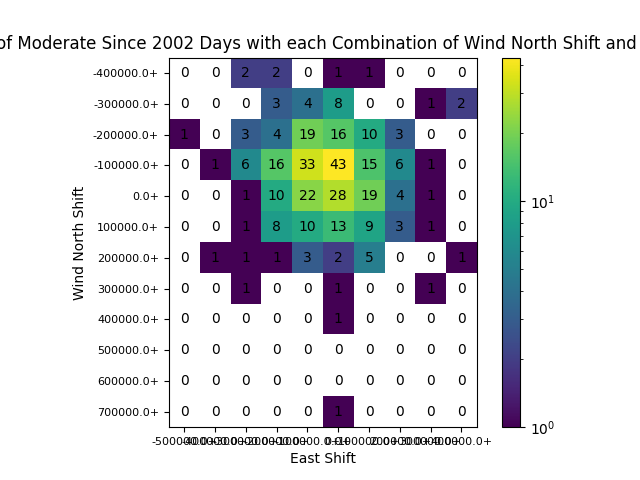 of Moderate Since 2002 Days with each Combination of Wind North Shift and
-400000.0+ 0 0 2 2 0 1 1 0 0 0
-300000.0+ 0 0 0 3 4 8 0 0 1 2
-200000.0+ 1 0 3 4 19 16 10 3 0 0
-100000.0+ 0 1 6 16 33 43 15 6 1 0
0.0+ 0 0 1 10 22 28 19 4 1 0
100000.0+ 0 0 1 8 10 13 9 3 1 0
200000.0+ 0 1 1 1 3 2 5 0 0 1
300000.0+ 0 0 1 0 0 1 0 0 1 0
400000.0+ 0 0 0 0 0 1 0 0 0 0
500000.0+ 0 0 0 0 0 0 0 0 0 0
600000.0+ 0 0 0 0 0 0 0 0 0 0
700000.0+ 0 0 0 0 0 1 0 0 0 0
Wind North Shift
East Shift
10¹
10⁰